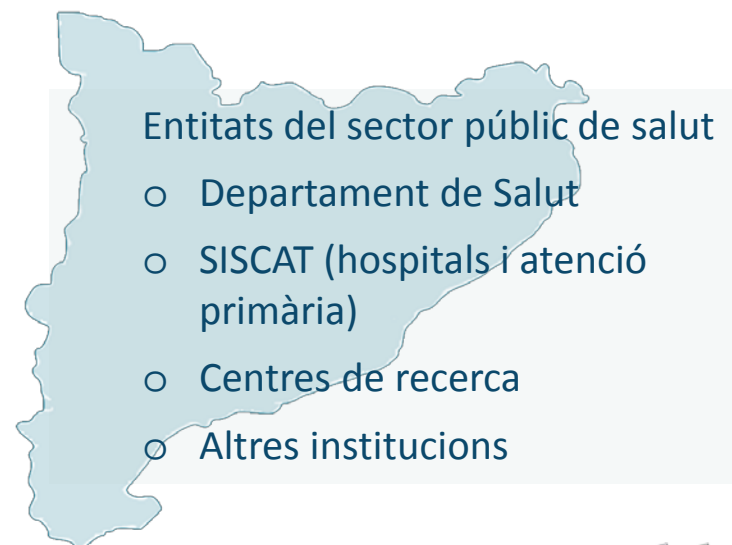 Entitats del sector públic de salut
o Departament de Salut
o SISCAT (hospitals i atenció
primària)
o Centres de recerca
o Altres institucions